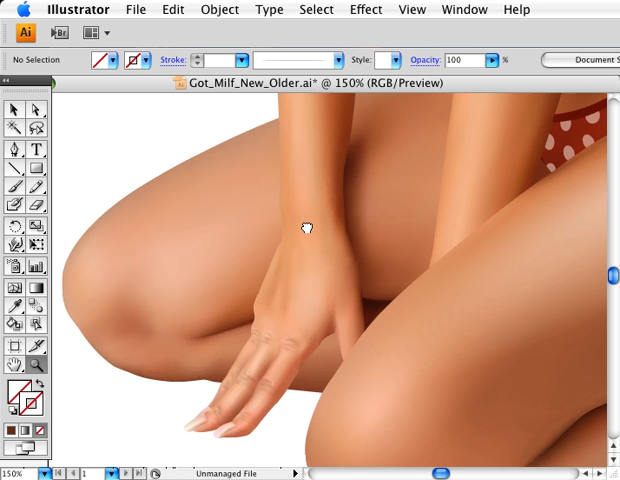 Illustrator File Edit Object Type Select Effect View Window Help
Ai Br
No Selection Stroke: Style: Opacity: 100 % Document S
Got_Milf_New_Older.ai* @ 150% (RGB/Preview)
T
150% 1 Unmanaged File